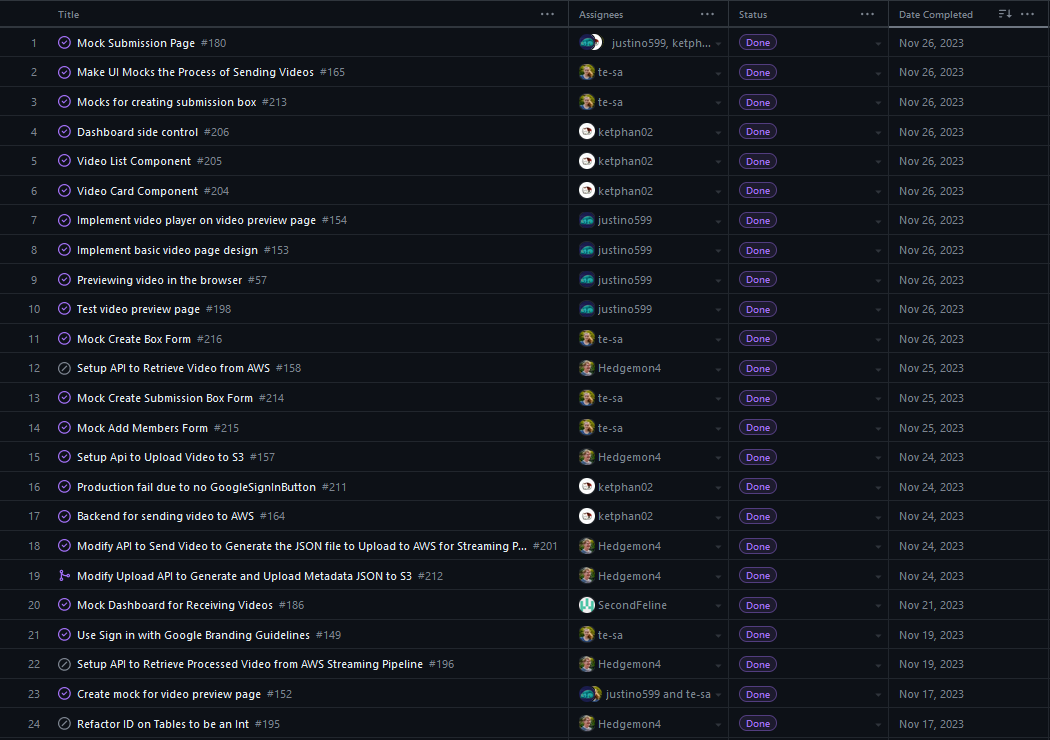 Title ... Assignees ... Status ... Date Completed ...
1 Mock Submission Page #180 justino599, ketph... Done Nov 26, 2023
2 Make UI Mocks the Process of Sending Videos #165 te-sa Done Nov 26, 2023
3 Mocks for creating submission box #213 te-sa Done Nov 26, 2023
4 Dashboard side control #206 ketphan02 Done Nov 26, 2023
5 Video List Component #205 ketphan02 Done Nov 26, 2023
6 Video Card Component #204 ketphan02 Done Nov 26, 2023
7 Implement video player on video preview page #154 justino599 Done Nov 26, 2023
8 Implement basic video page design #153 justino599 Done Nov 26, 2023
9 Previewing video in the browser #57 justino599 Done Nov 26, 2023
10 Test video preview page #198 justino599 Done Nov 26, 2023
11 Mock Create Box Form #216 te-sa Done Nov 26, 2023
12 Setup API to Retrieve Video from AWS #158 Hedgemon4 Done Nov 25, 2023
13 Mock Create Submission Box Form #214 te-sa Done Nov 25, 2023
14 Mock Add Members Form #215 te-sa Done Nov 25, 2023
15 Setup Api to Upload Video to S3 #157 Hedgemon4 Done Nov 24, 2023
16 Production fail due to no GoogleSignInButton #211 ketphan02 Done Nov 24, 2023
17 Backend for sending video to AWS #164 ketphan02 Done Nov 24, 2023
18 Modify API to Send Video to Generate the JSON file to Upload to AWS for Streaming P... #201 Hedgemon4 Done Nov 24, 2023
19 Modify Upload API to Generate and Upload Metadata JSON to S3 #212 Hedgemon4 Done Nov 24, 2023
20 Mock Dashboard for Receiving Videos #186 SecondFeline Done Nov 21, 2023
21 Use Sign in with Google Branding Guidelines #149 te-sa Done Nov 19, 2023
22 Setup API to Retrieve Processed Video from AWS Streaming Pipeline #196 Hedgemon4 Done Nov 19, 2023
23 Create mock for video preview page #152 justino599 and te-sa Done Nov 17, 2023
24 Refactor ID on Tables to be an Int #195 Hedgemon4 Done Nov 17, 2023